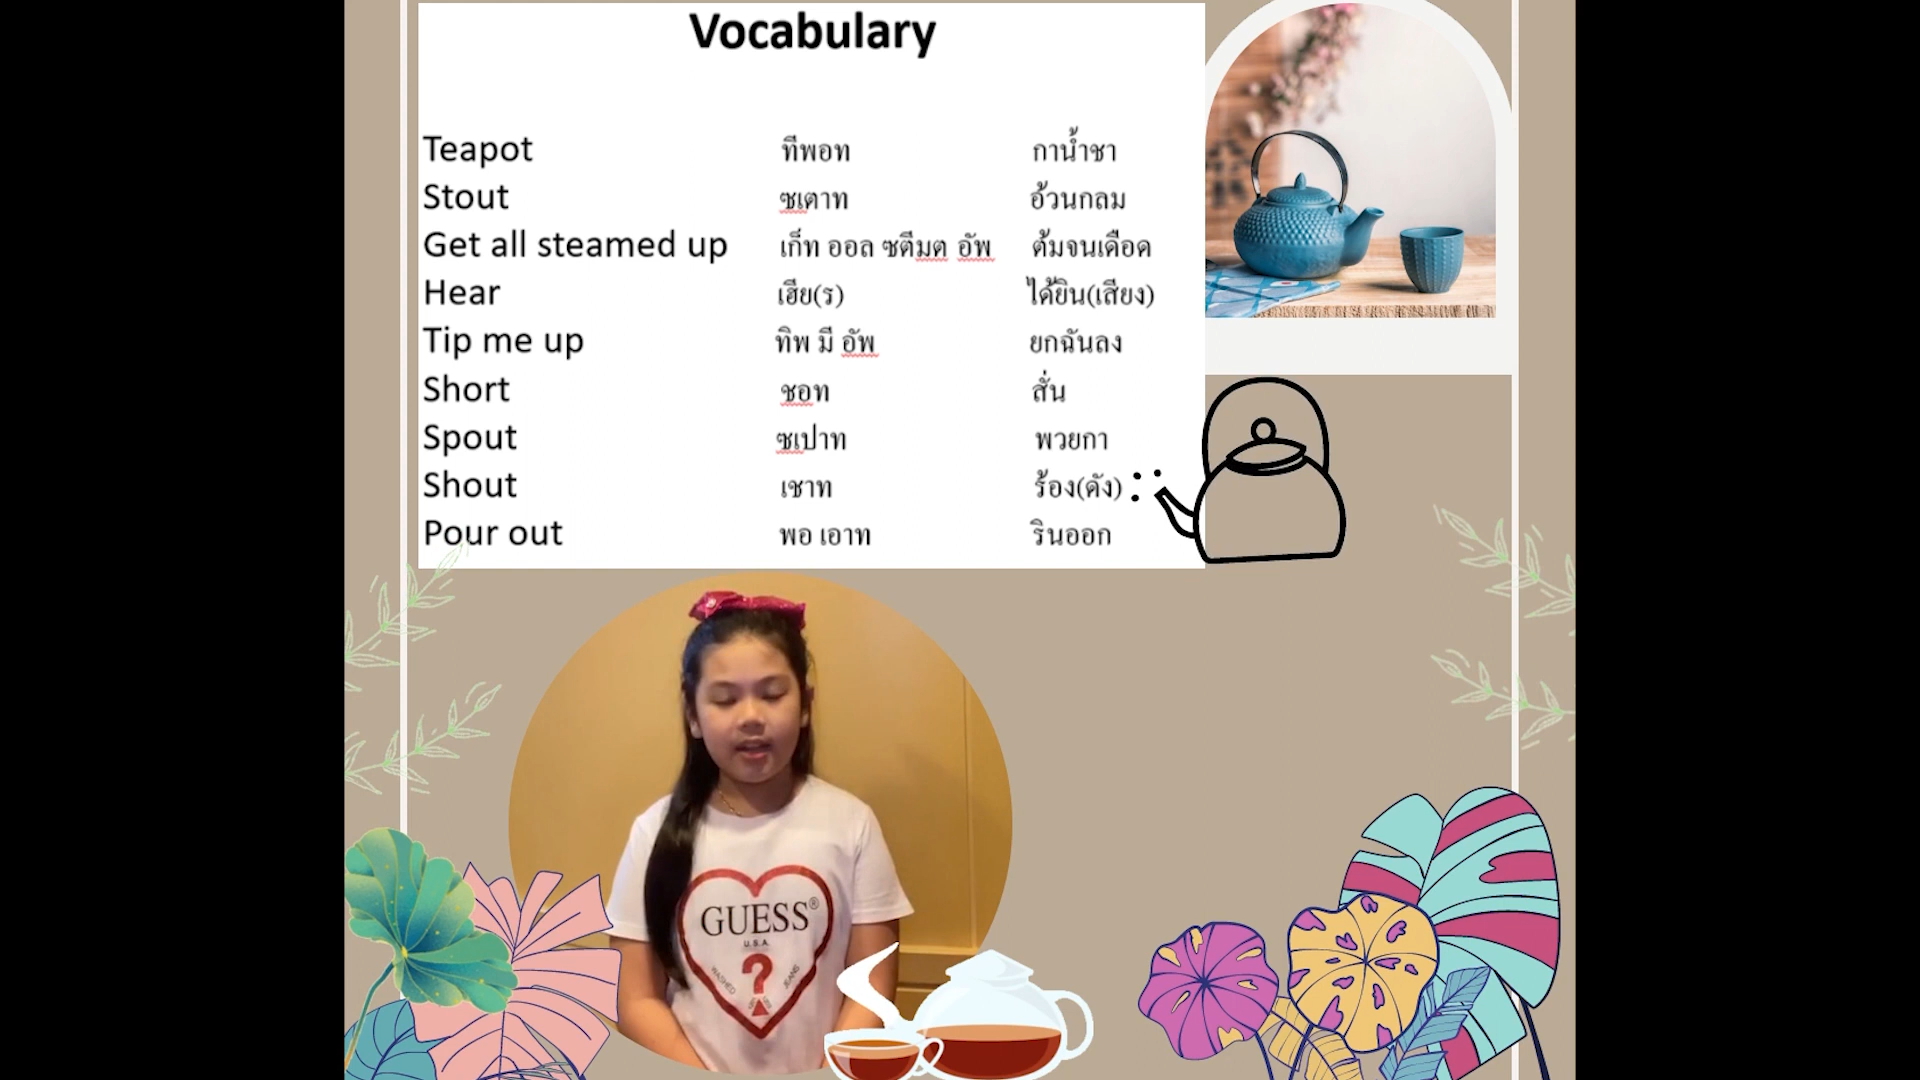 Vocabulary
Teapot ทีพอท กาน้ำชา
Stout ซเตาท อ้วนกลม
Get all steamed up เก็ท ออล ซตีมต อัพ ต้มจนเดือด
Hear เฮีย(ร) ได้ยิน(เสียง)
Tip me up ทิพ มี อัพ ยกฉันลง
Short ชอท สั่น
Spout ซเปาท พวยกา
Shout เชาท ร้อง(ดัง)
Pour out พอ เอาท รินออก
GUESS®
U.S.A.
WASHED ? JEANS